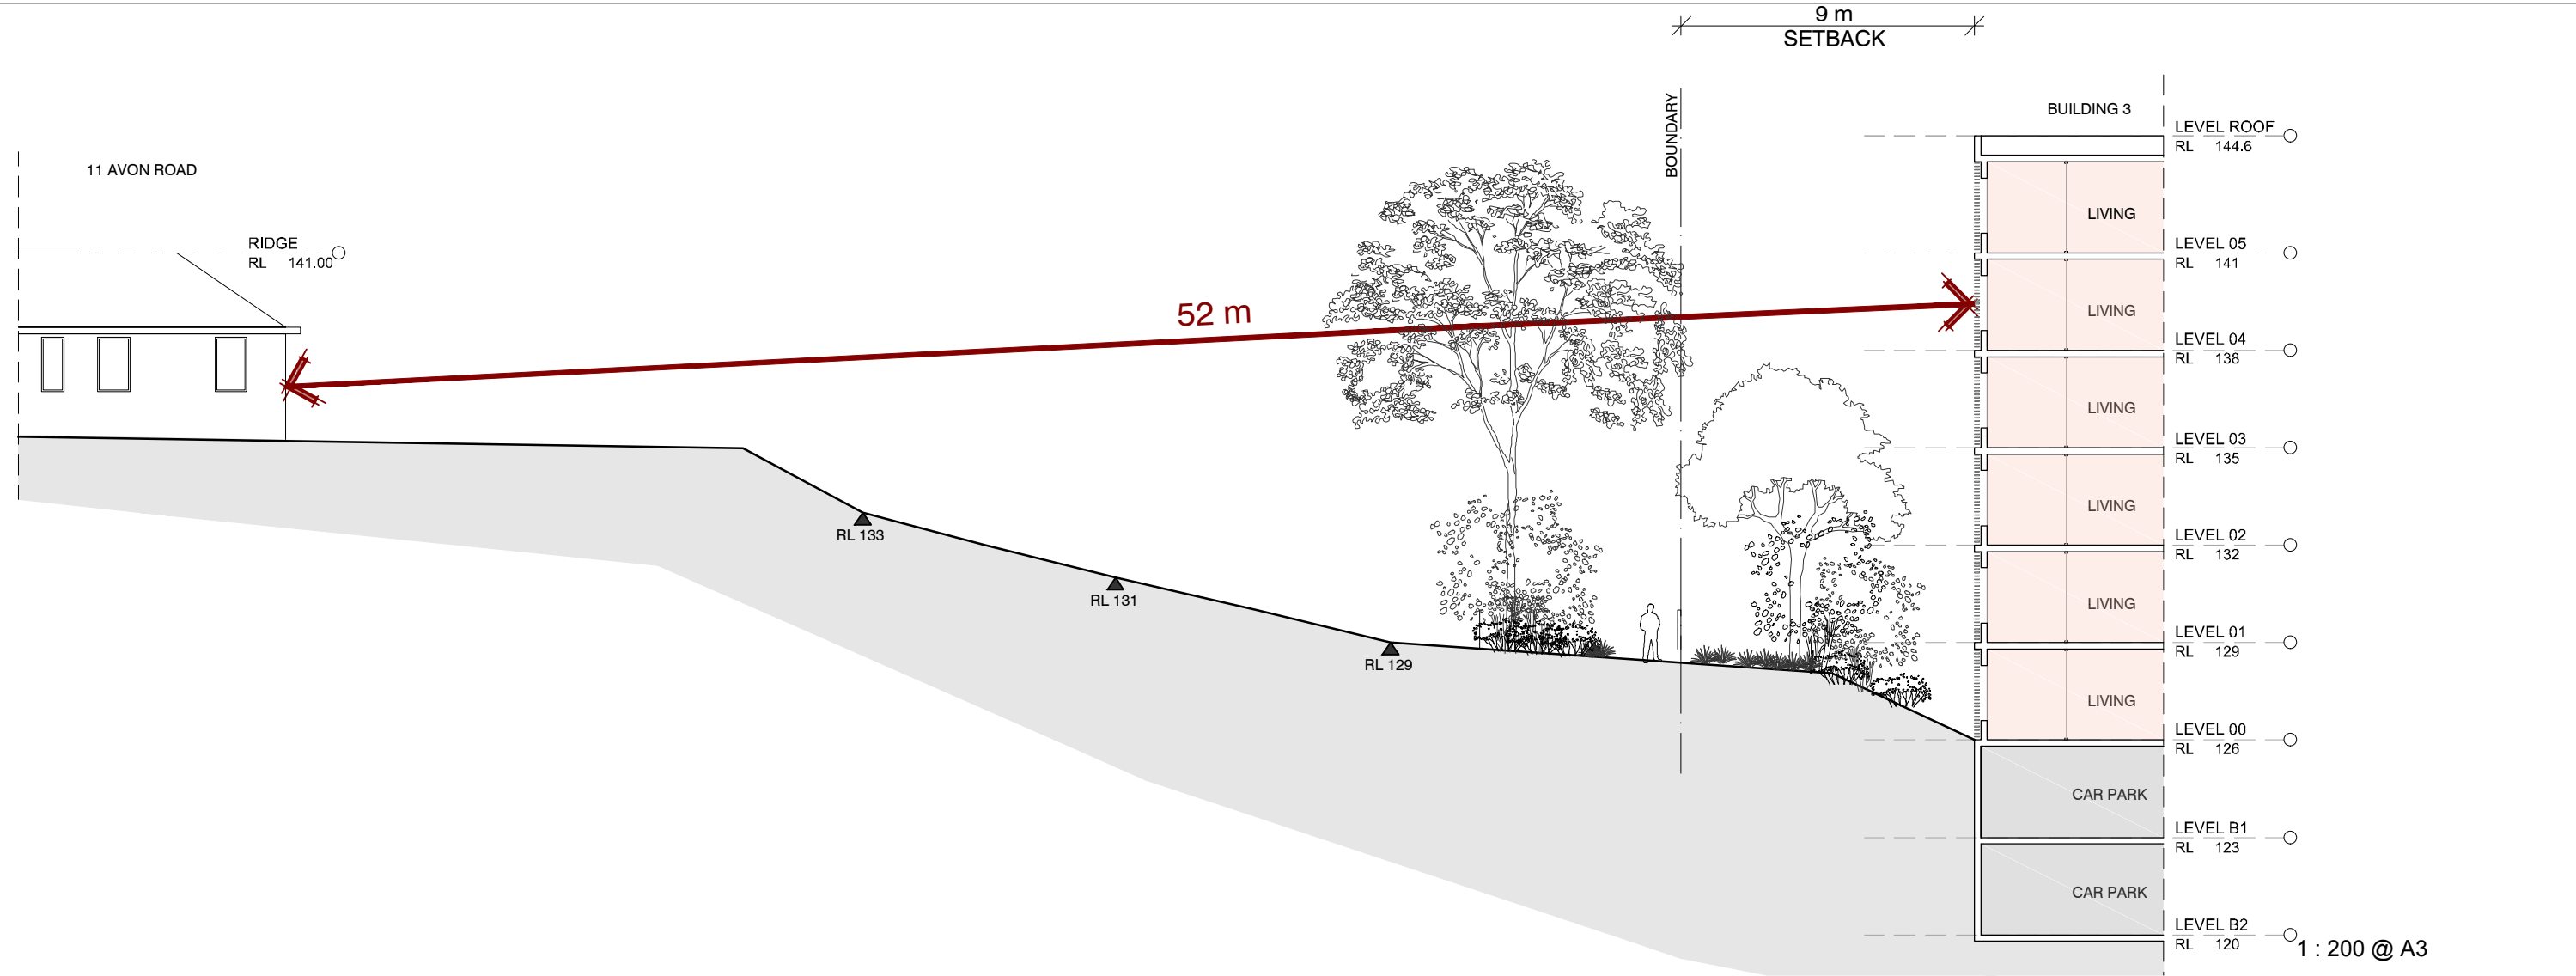 9 m
SETBACK
BOUNDARY
BUILDING 3
11 AVON ROAD
RIDGE
RL 141.00
52 m
LEVEL ROOF
RL 144.6
LIVING
LEVEL 05
RL 141
LIVING
LEVEL 04
RL 138
LIVING
LEVEL 03
RL 135
LIVING
LEVEL 02
RL 132
LIVING
LEVEL 01
RL 129
LIVING
LEVEL 00
RL 126
CAR PARK
LEVEL B1
RL 123
CAR PARK
LEVEL B2
RL 120
RL 133
RL 131
RL 129
1 : 200 @ A3